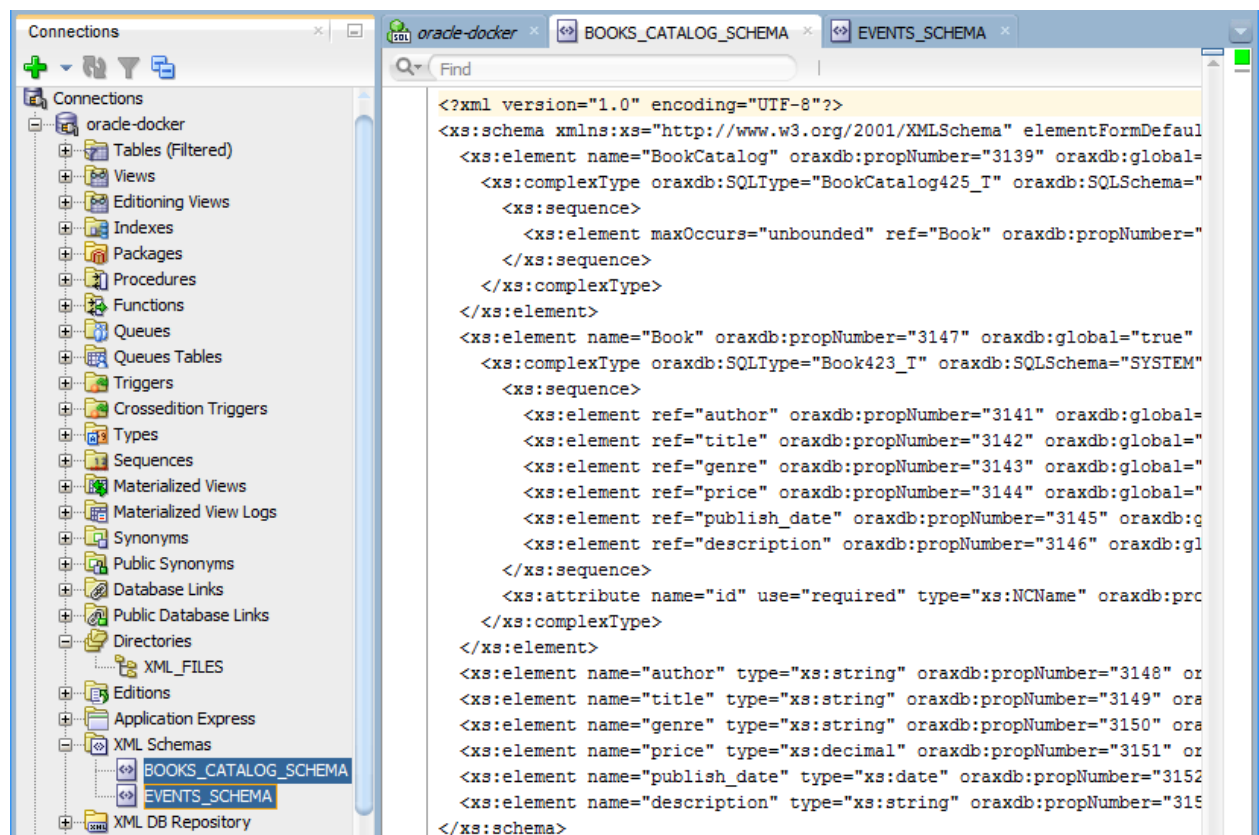 Connections
Connections
oracle-docker
Tables (Filtered)
Views
Editioning Views
Indexes
Packages
Procedures
Functions
Queues
Queues Tables
Triggers
Crossedition Triggers
Types
Sequences
Materialized Views
Materialized View Logs
Synonyms
Public Synonyms
Database Links
Public Database Links
Directories
XML_FILES
Editions
Application Express
XML Schemas
BOOKS_CATALOG_SCHEMA
EVENTS_SCHEMA
XML DB Repository
oracle-docker BOOKS_CATALOG_SCHEMA EVENTS_SCHEMA
Find
<?xml version="1.0" encoding="UTF-8"?>
<xs:schema xmlns:xs="http://www.w3.org/2001/XMLSchema" elementFormDefaul
<xs:element name="BookCatalog" oraxdb:propNumber="3139" oraxdb:global=
<xs:complexType oraxdb:SQLType="BookCatalog425_T" oraxdb:SQLSchema="
<xs:sequence>
<xs:element maxOccurs="unbounded" ref="Book" oraxdb:propNumber="
</xs:sequence>
</xs:complexType>
</xs:element>
<xs:element name="Book" oraxdb:propNumber="3147" oraxdb:global="true"
<xs:complexType oraxdb:SQLType="Book423_T" oraxdb:SQLSchema="SYSTEM"
<xs:sequence>
<xs:element ref="author" oraxdb:propNumber="3141" oraxdb:global=
<xs:element ref="title" oraxdb:propNumber="3142" oraxdb:global="
<xs:element ref="genre" oraxdb:propNumber="3143" oraxdb:global="
<xs:element ref="price" oraxdb:propNumber="3144" oraxdb:global="
<xs:element ref="publish_date" oraxdb:propNumber="3145" oraxdb:g
<xs:element ref="description" oraxdb:propNumber="3146" oraxdb:gl
</xs:sequence>
<xs:attribute name="id" use="required" type="xs:NCName" oraxdb:pro
</xs:complexType>
</xs:element>
<xs:element name="author" type="xs:string" oraxdb:propNumber="3148" or
<xs:element name="title" type="xs:string" oraxdb:propNumber="3149" ora
<xs:element name="genre" type="xs:string" oraxdb:propNumber="3150" ora
<xs:element name="price" type="xs:decimal" oraxdb:propNumber="3151" or
<xs:element name="publish_date" type="xs:date" oraxdb:propNumber="3152
<xs:element name="description" type="xs:string" oraxdb:propNumber="315
</xs:schema>